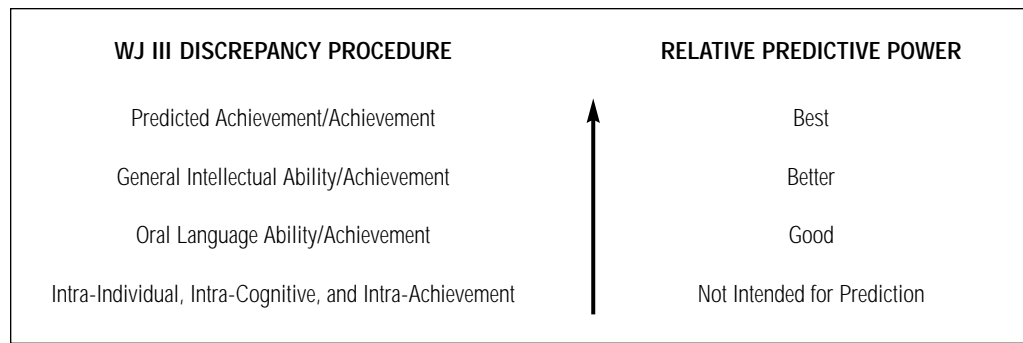 WJ III DISCREPANCY PROCEDURE RELATIVE PREDICTIVE POWER
Predicted Achievement/Achievement Best
General Intellectual Ability/Achievement Better
Oral Language Ability/Achievement Good
Intra-Individual, Intra-Cognitive, and Intra-Achievement Not Intended for Prediction